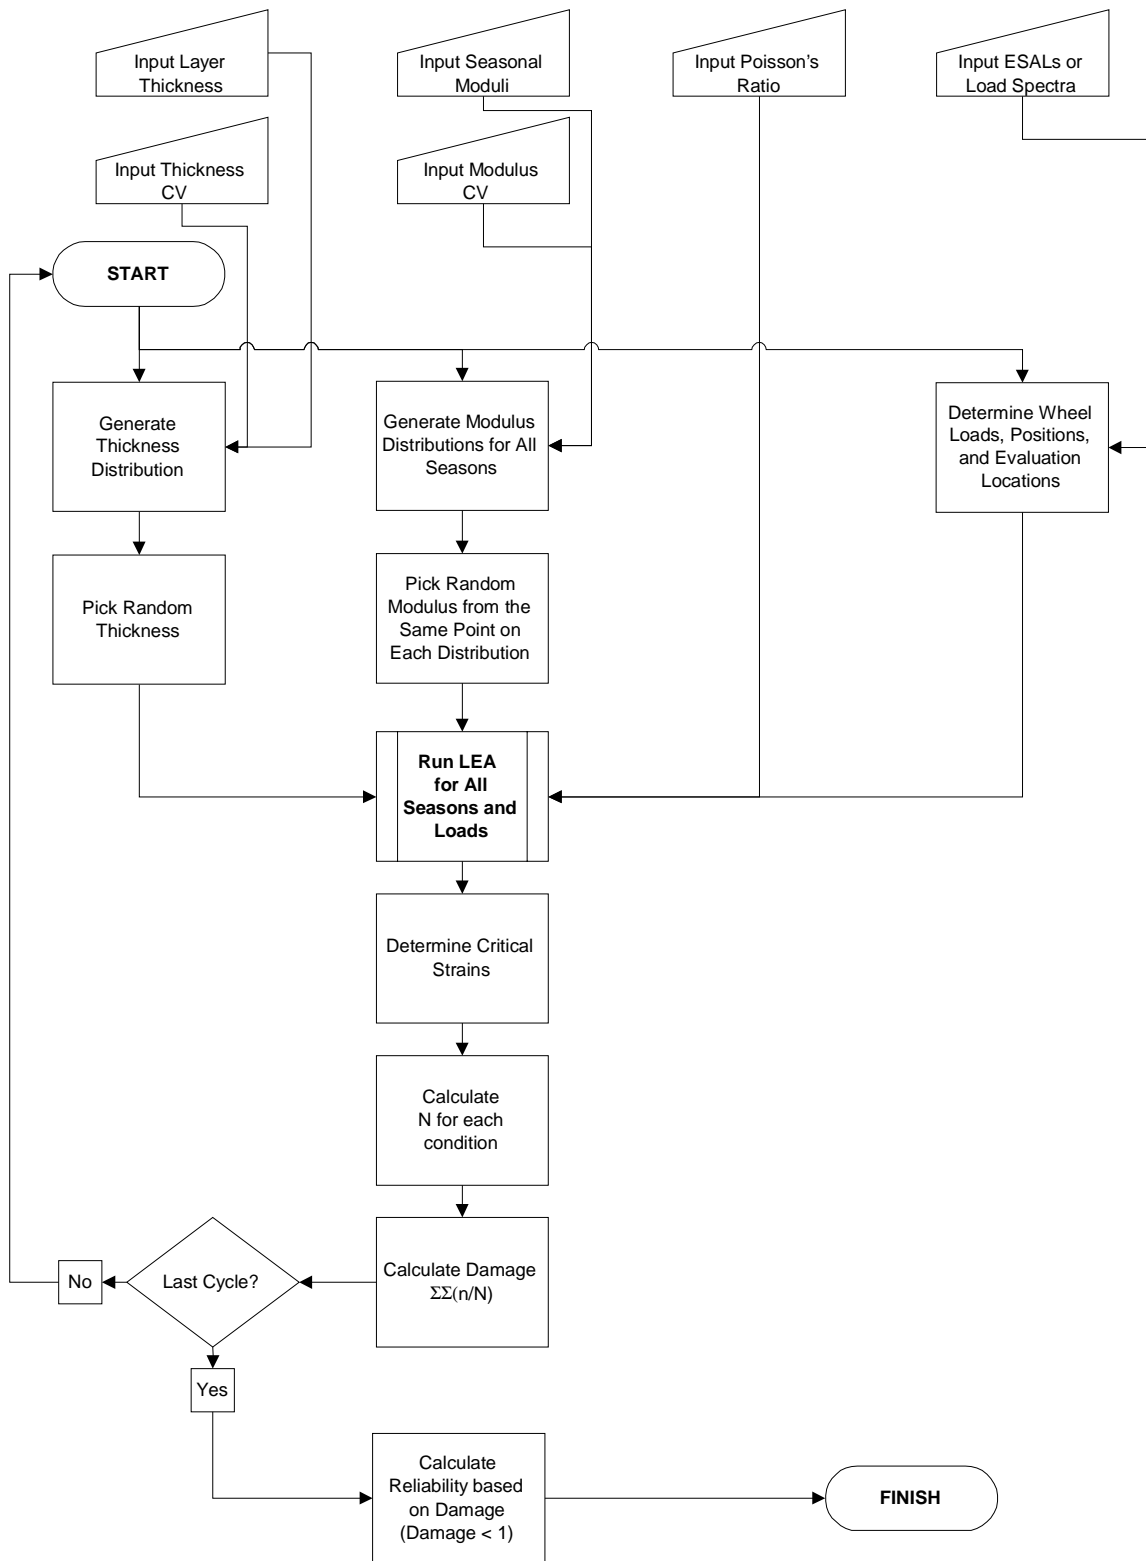 Input Layer
Thickness
Input Seasonal
Moduli
Input Poisson's
Ratio
Input ESALs or
Load Spectra
Input Thickness
CV
Input Modulus
CV
START
Generate
Thickness
Distribution
Generate Modulus
Distributions for All
Seasons
Determine Wheel
Loads, Positions,
and Evaluation
Locations
Pick Random
Thickness
Pick Random
Modulus from the
Same Point on
Each Distribution
Run LEA
for All
Seasons and
Loads
Determine Critical
Strains
Calculate
N for each
condition
Calculate Damage
ΣΣ(n/N)
Last Cycle?
No
Yes
Calculate
Reliability based
on Damage
(Damage < 1)
FINISH